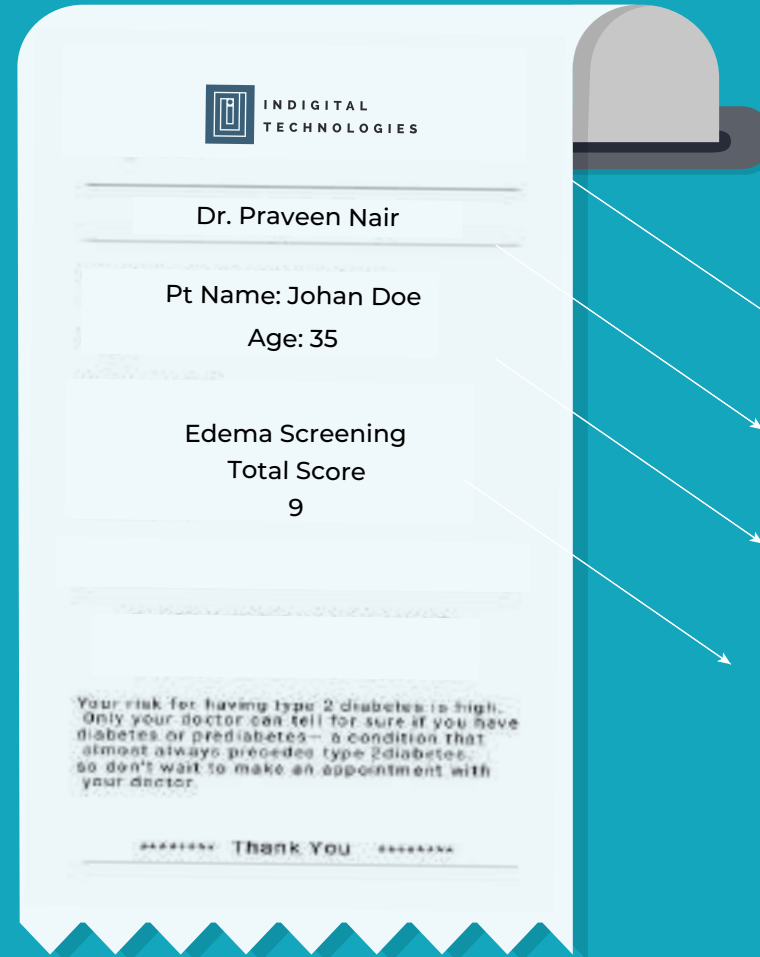 INDIGITAL
TECHNOLOGIES
Dr. Praveen Nair
Pt Name: Johan Doe
Age: 35
Edema Screening
Total Score
9
Your risk for having type 2 diabetes is high.
Only your doctor can tell for sure if you have
diabetes or prediabetes— a condition that
almost always precedes type 2diabetes.
so don't wait to make an appointment with
your doctor.
******** Thank You ********